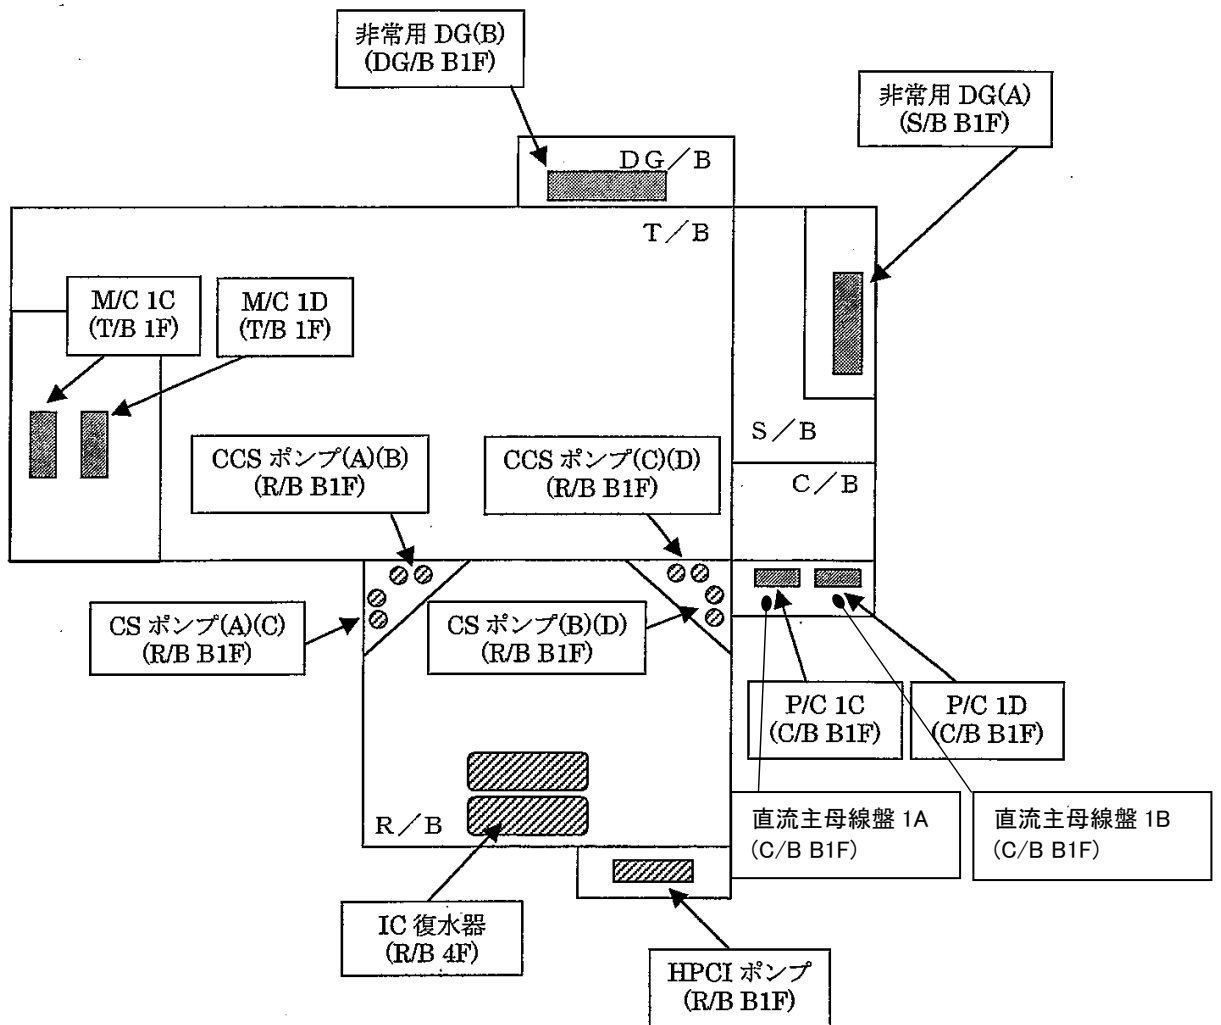 非常用 DG(B)
(DG/B B1F)
非常用 DG(A)
(S/B B1F)
DG/B
T/B
M/C 1C
(T/B 1F)
M/C 1D
(T/B 1F)
S/B
CCS ポンプ(A)(B)
(R/B B1F)
CCS ポンプ(C)(D)
(R/B B1F)
C/B
CS ポンプ(A)(C)
(R/B B1F)
CS ポンプ(B)(D)
(R/B B1F)
P/C 1C
(C/B B1F)
P/C 1D
(C/B B1F)
R/B
直流主母線盤 1A
(C/B B1F)
直流主母線盤 1B
(C/B B1F)
IC 復水器
(R/B 4F)
HPCI ポンプ
(R/B B1F)